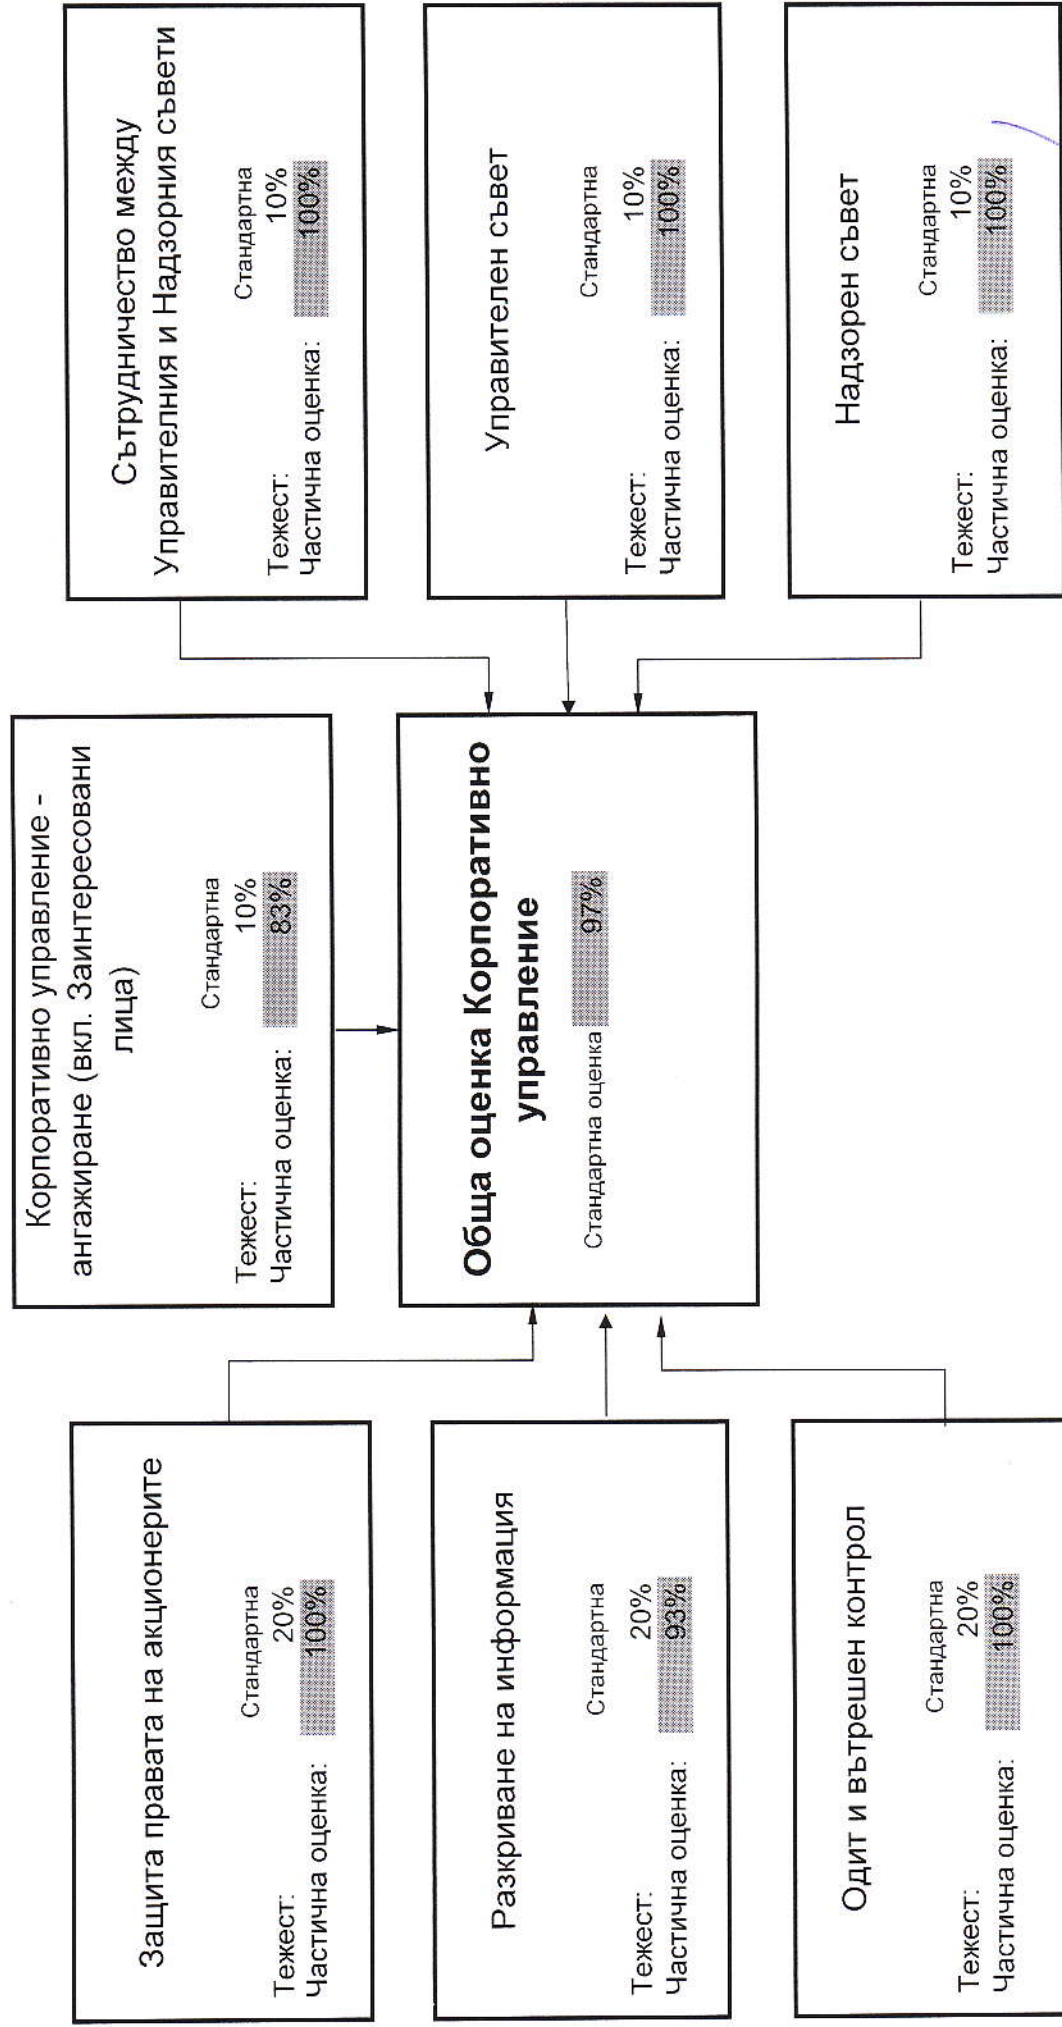 Корпоративно управление -
ангажиране (вкл. Заинтересовани
лица)
Стандартна
Тежест: 10%
Частична оценка: 83%
Защита правата на акционерите
Стандартна
Тежест: 20%
Частична оценка: 100%
Разкриване на информация
Стандартна
Тежест: 20%
Частична оценка: 93%
Одит и вътрешен контрол
Стандартна
Тежест: 20%
Частична оценка: 100%
Обща оценка Корпоративно
управление
Стандартна оценка 97%
Сътрудничество между
Управителния и Надзорния съвети
Стандартна
Тежест: 10%
Частична оценка: 100%
Управителен съвет
Стандартна
Тежест: 10%
Частична оценка: 100%
Надзорен съвет
Стандартна
Тежест: 10%
Частична оценка: 100%